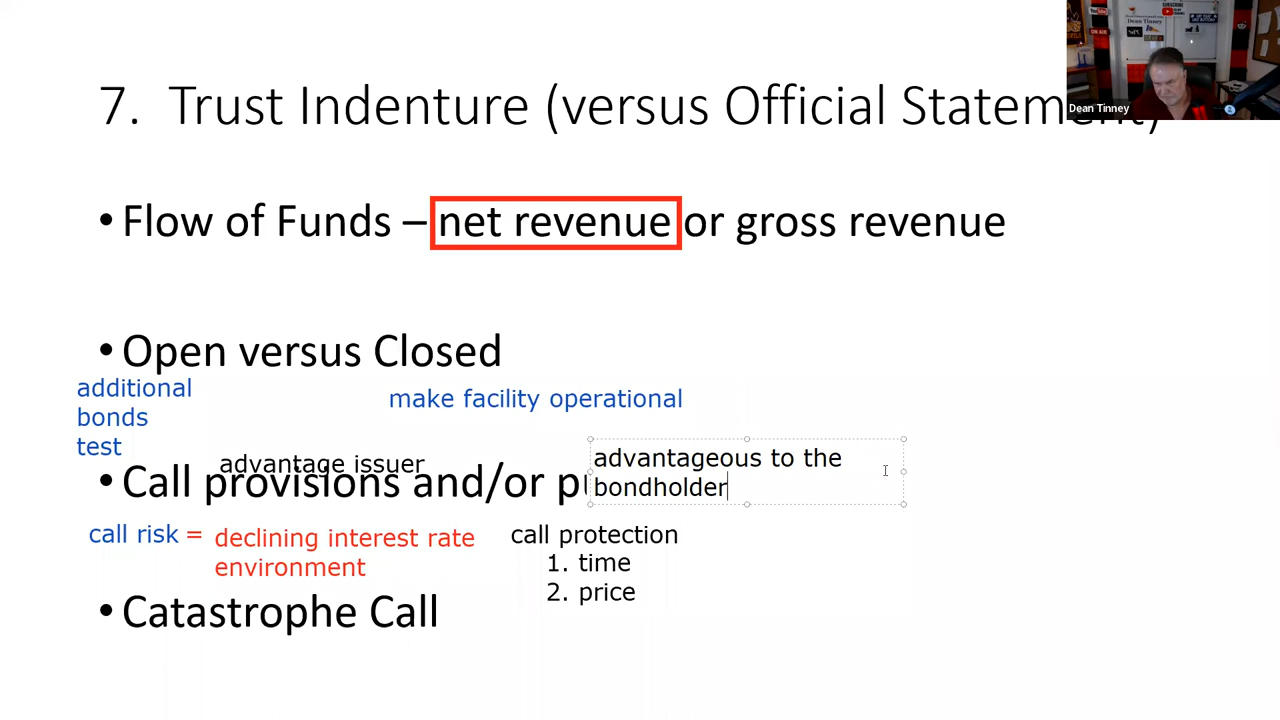 Dean Tinney
7. Trust Indenture (versus Official Statement)
• Flow of Funds – net revenue or gross revenue
• Open versus Closed
additional
bonds
test
make facility operational
advantage issuer
advantageous to the
bondholder
• Call provisions and/or
call risk = declining interest rate
environment
call protection
1. time
2. price
• Catastrophe Call